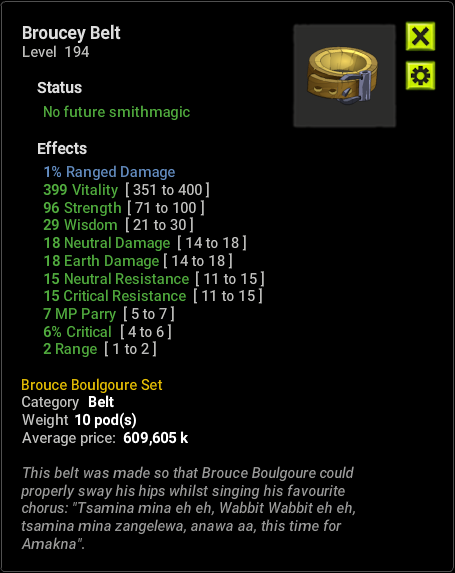 Broucey Belt
Level 194
Status
No future smithmagic
Effects
1% Ranged Damage
399 Vitality [ 351 to 400 ]
96 Strength [ 71 to 100 ]
29 Wisdom [ 21 to 30 ]
18 Neutral Damage [ 14 to 18 ]
18 Earth Damage [ 14 to 18 ]
15 Neutral Resistance [ 11 to 15 ]
15 Critical Resistance [ 11 to 15 ]
7 MP Parry [ 5 to 7 ]
6% Critical [ 4 to 6 ]
2 Range [ 1 to 2 ]
Brouce Boulgoure Set
Category Belt
Weight 10 pod(s)
Average price: 609,605 k
This belt was made so that Brouce Boulgoure could
properly sway his hips whilst singing his favourite
chorus: "Tsamina mina eh eh, Wabbit Wabbit eh eh,
tsamina mina zangelewa, anawa aa, this time for
Amakna".